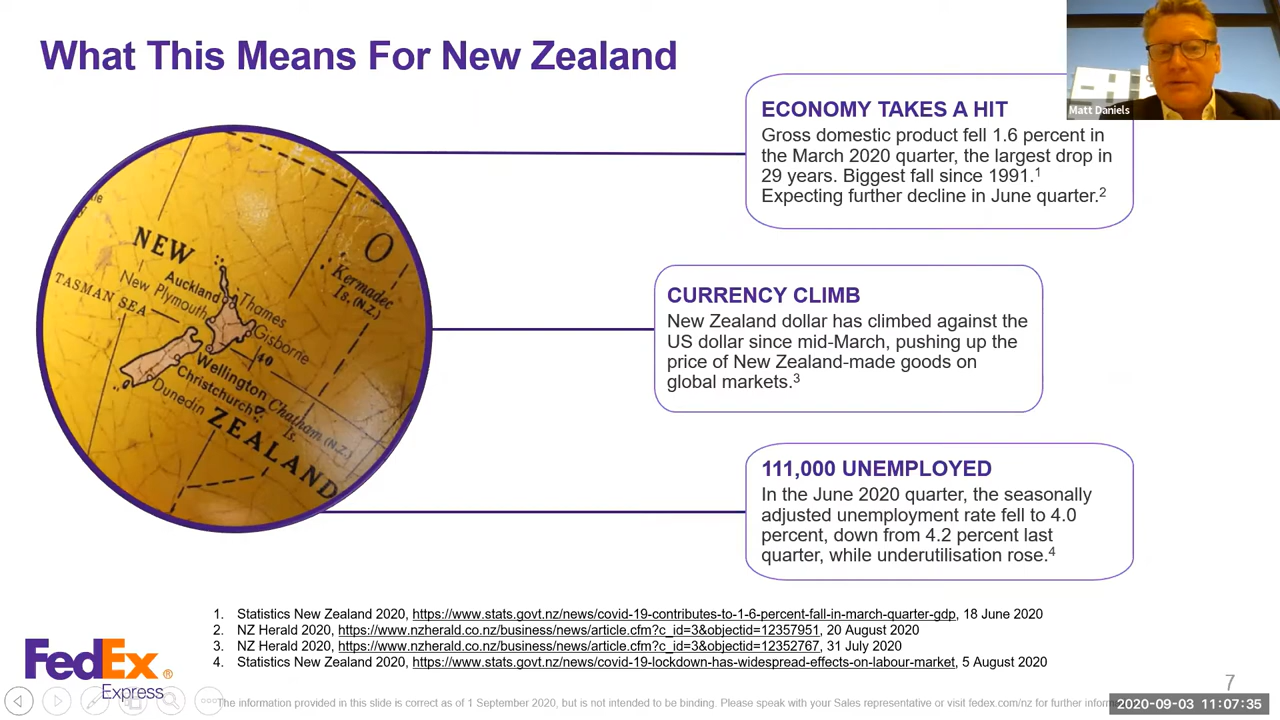 What This Means For New Zealand
Matt Daniels
ECONOMY TAKES A HIT
Gross domestic product fell 1.6 percent in
the March 2020 quarter, the largest drop in
29 years. Biggest fall since 1991.1
Expecting further decline in June quarter.2
NEW
O
Kermadec
Is. (N.Z.)
TASMAN SEA
Auckland
New Plymouth
Thames
Gisborne
40
Wellington
Christchurch
Dunedin
Chatham (N.Z.)
Is.
ZEALAND
CURRENCY CLIMB
New Zealand dollar has climbed against the
US dollar since mid-March, pushing up the
price of New Zealand-made goods on
global markets.3
111,000 UNEMPLOYED
In the June 2020 quarter, the seasonally
adjusted unemployment rate fell to 4.0
percent, down from 4.2 percent last
quarter, while underutilisation rose.4
1. Statistics New Zealand 2020, https://www.stats.govt.nz/news/covid-19-contributes-to-1-6-percent-fall-in-march-quarter-gdp, 18 June 2020
2. NZ Herald 2020, https://www.nzherald.co.nz/business/news/article.cfm?c_id=3&objectid=12357951, 20 August 2020
3. NZ Herald 2020, https://www.nzherald.co.nz/business/news/article.cfm?c_id=3&objectid=12352767, 31 July 2020
4. Statistics New Zealand 2020, https://www.stats.govt.nz/news/covid-19-lockdown-has-widespread-effects-on-labour-market, 5 August 2020
FedEx®
Express
7
The information provided in this slide is correct as of 1 September 2020, but is not intended to be binding. Please speak with your Sales representative or visit fedex.com/nz for further
2020-09-03 11:07:35